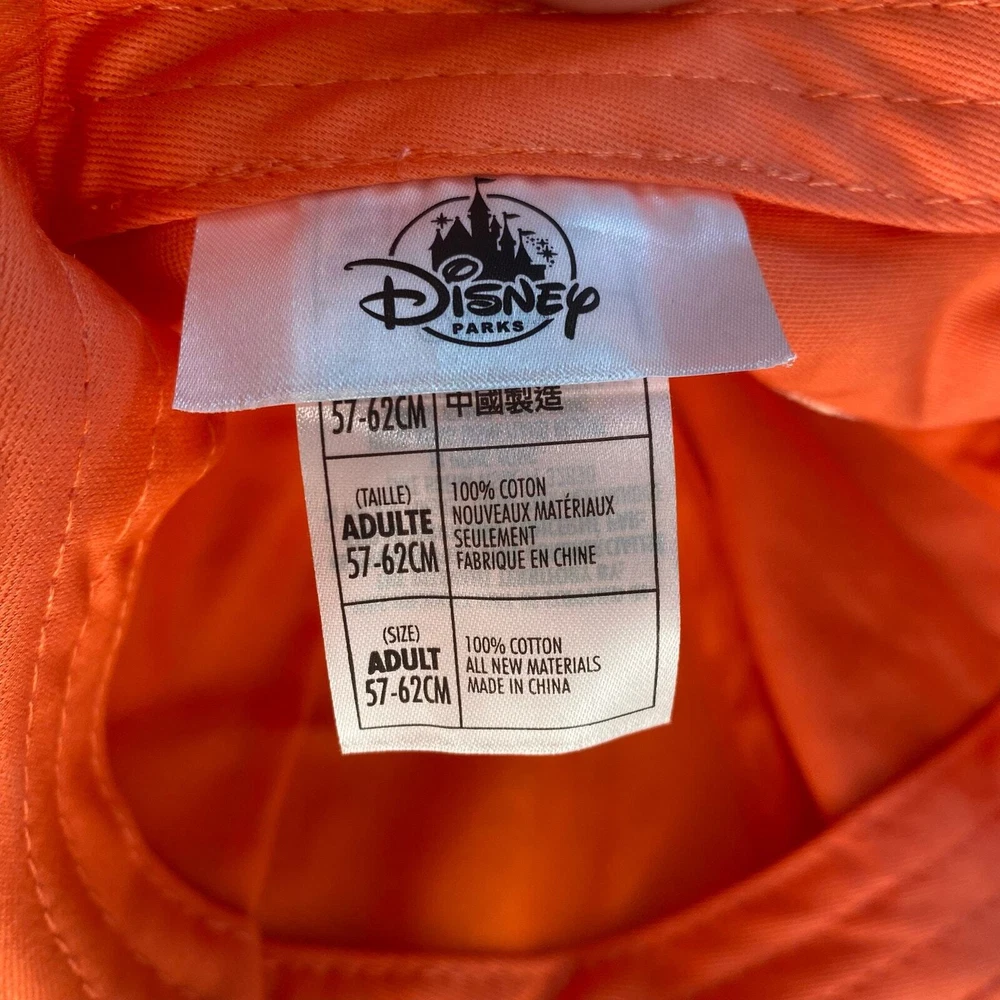 Disney
PARKS
57-62CM
中國製造
(TAILLE)
ADULTE
57-62CM
100% COTON
NOUVEAUX MATÉRIAUX
SEULEMENT
FABRIQUE EN CHINE
(SIZE)
ADULT
57-62CM
100% COTTON
ALL NEW MATERIALS
MADE IN CHINA